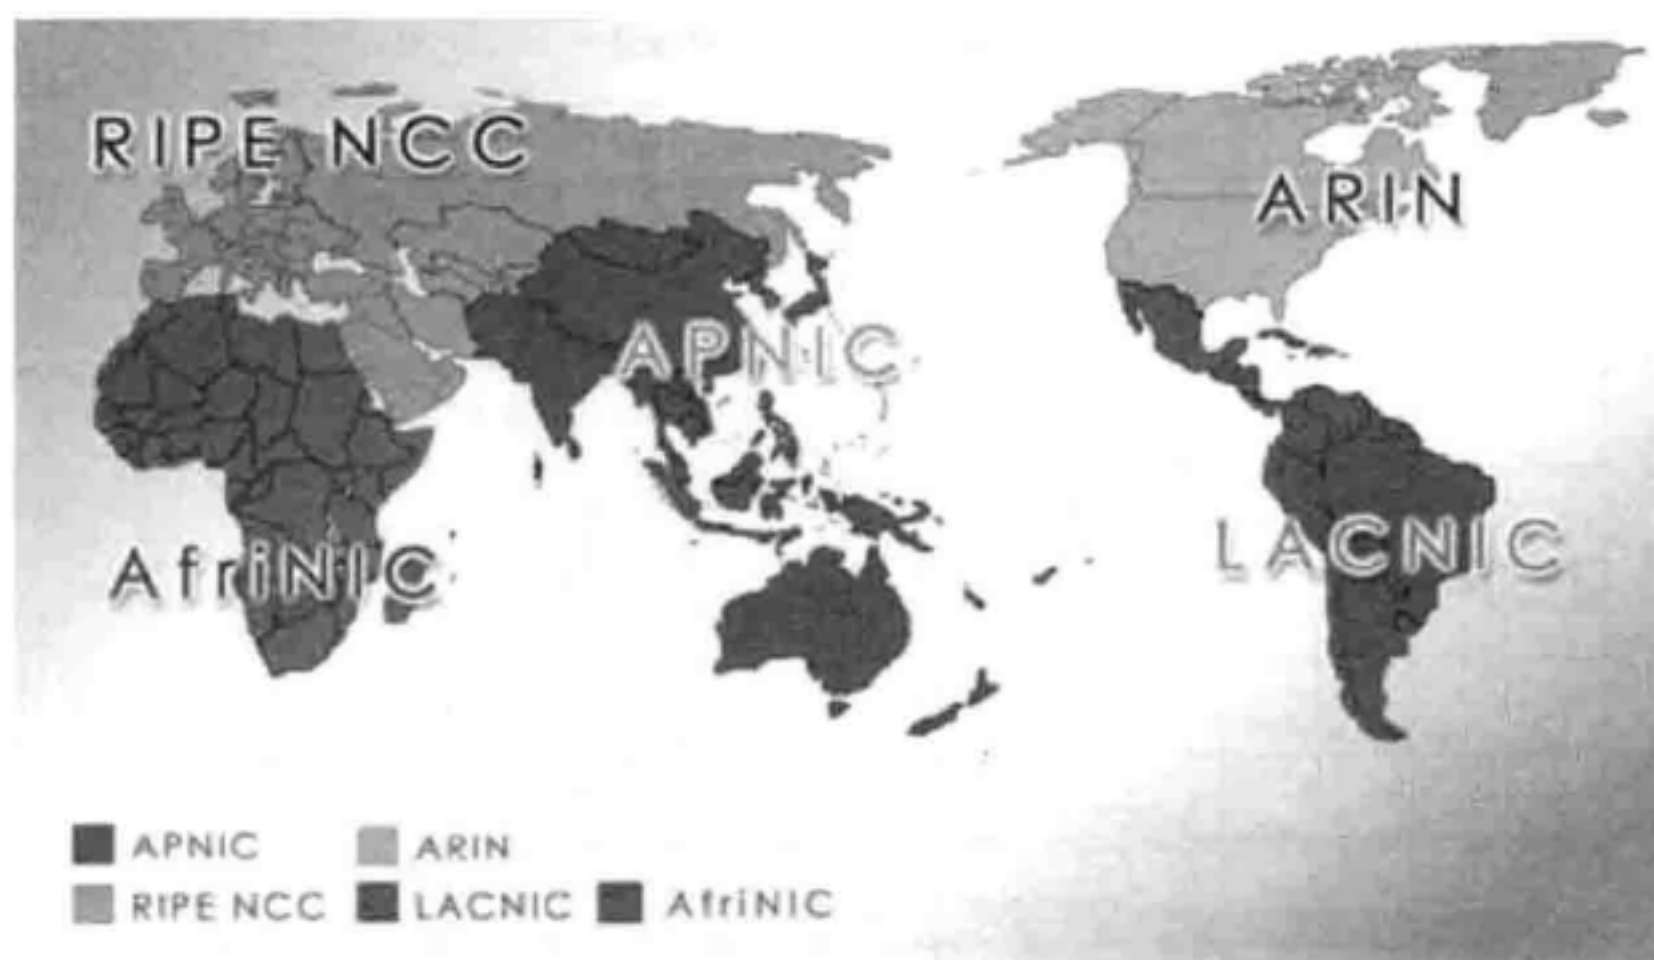 RIPE NCC
ARIN
APNIC
AfriNIC
LACNIC
APNIC ARIN
RIPE NCC LACNIC AfriNIC